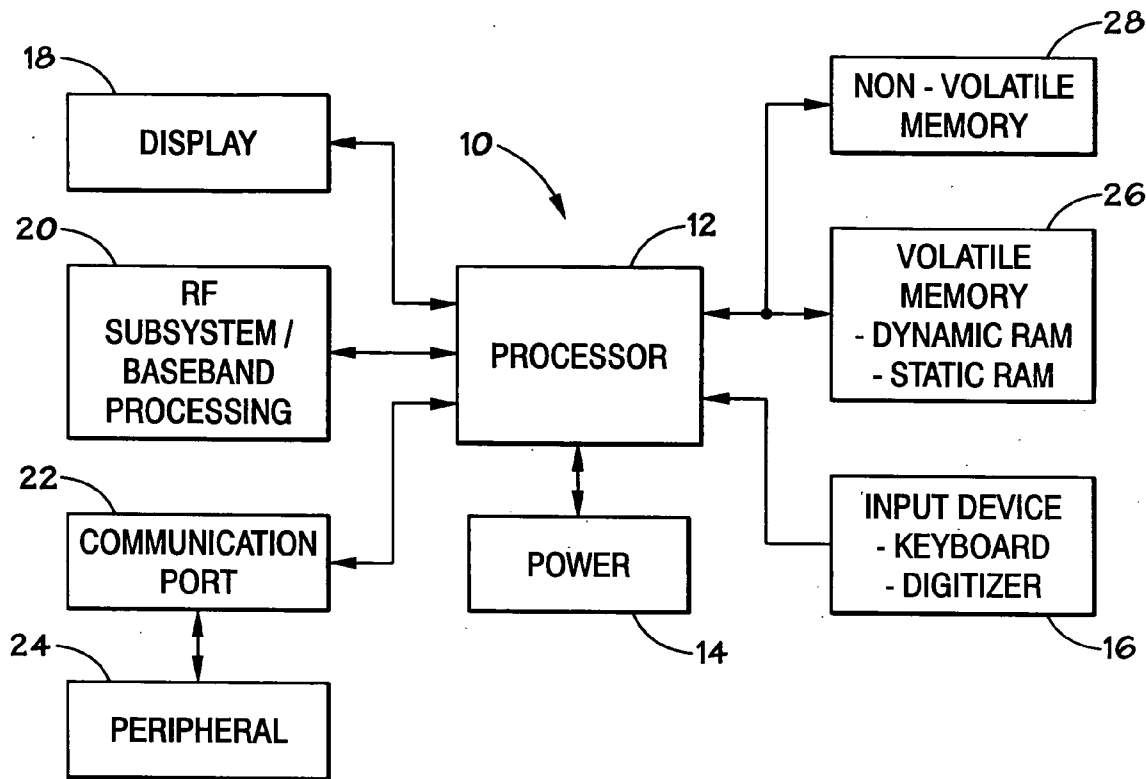 18
DISPLAY
20
RF
SUBSYSTEM /
BASEBAND
PROCESSING
22
COMMUNICATION
PORT
24
PERIPHERAL
10
12
PROCESSOR
POWER
14
28
NON - VOLATILE
MEMORY
26
VOLATILE
MEMORY
- DYNAMIC RAM
- STATIC RAM
INPUT DEVICE
- KEYBOARD
- DIGITIZER
16